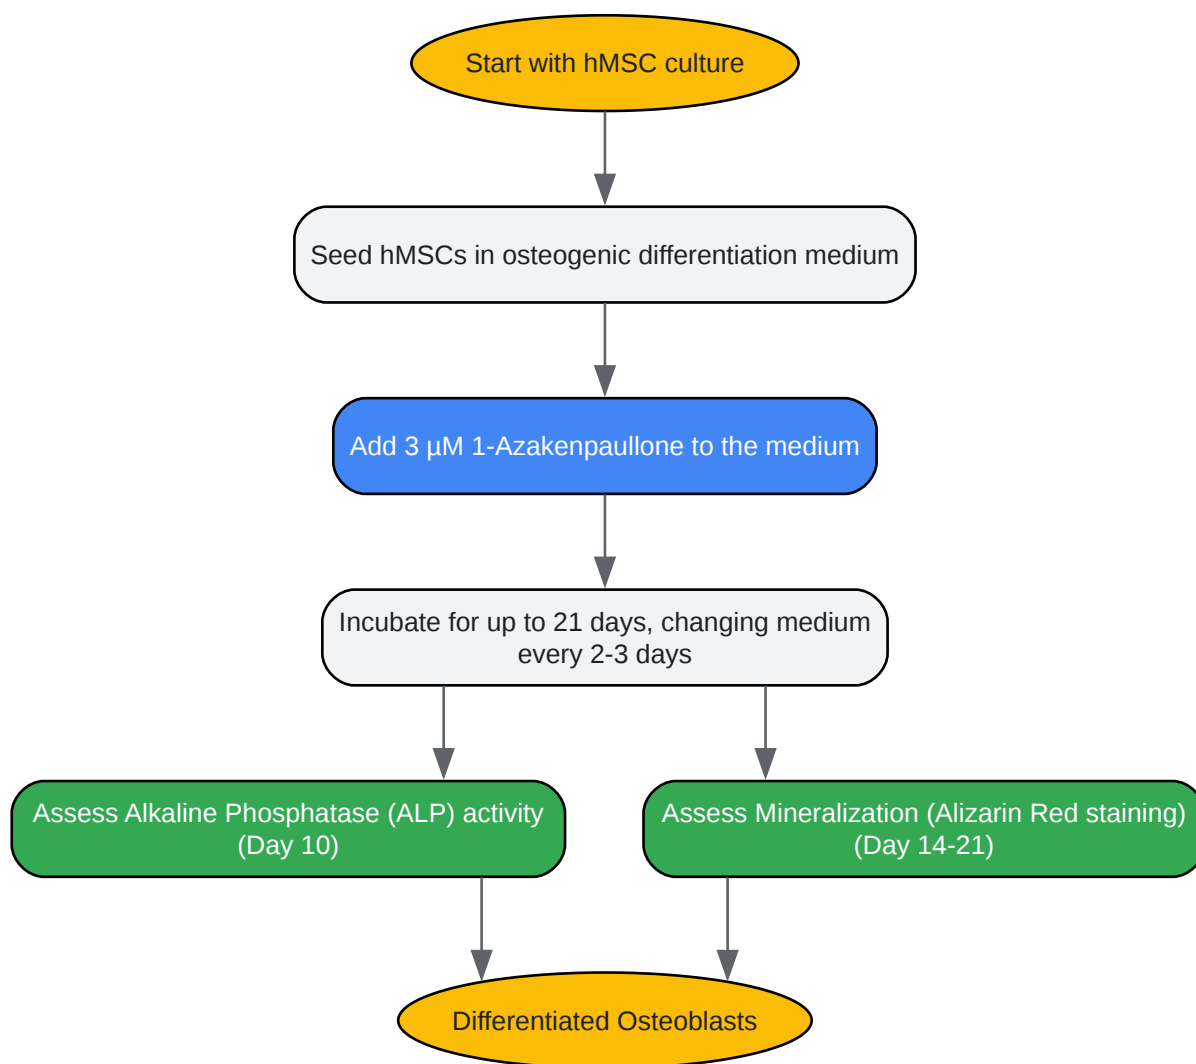 Start with hMSC culture
Seed hMSCs in osteogenic differentiation medium
Add 3 µM 1-Azakenpaullone to the medium
Incubate for up to 21 days, changing medium
every 2-3 days
Assess Alkaline Phosphatase (ALP) activity
(Day 10)
Assess Mineralization (Alizarin Red staining)
(Day 14-21)
Differentiated Osteoblasts